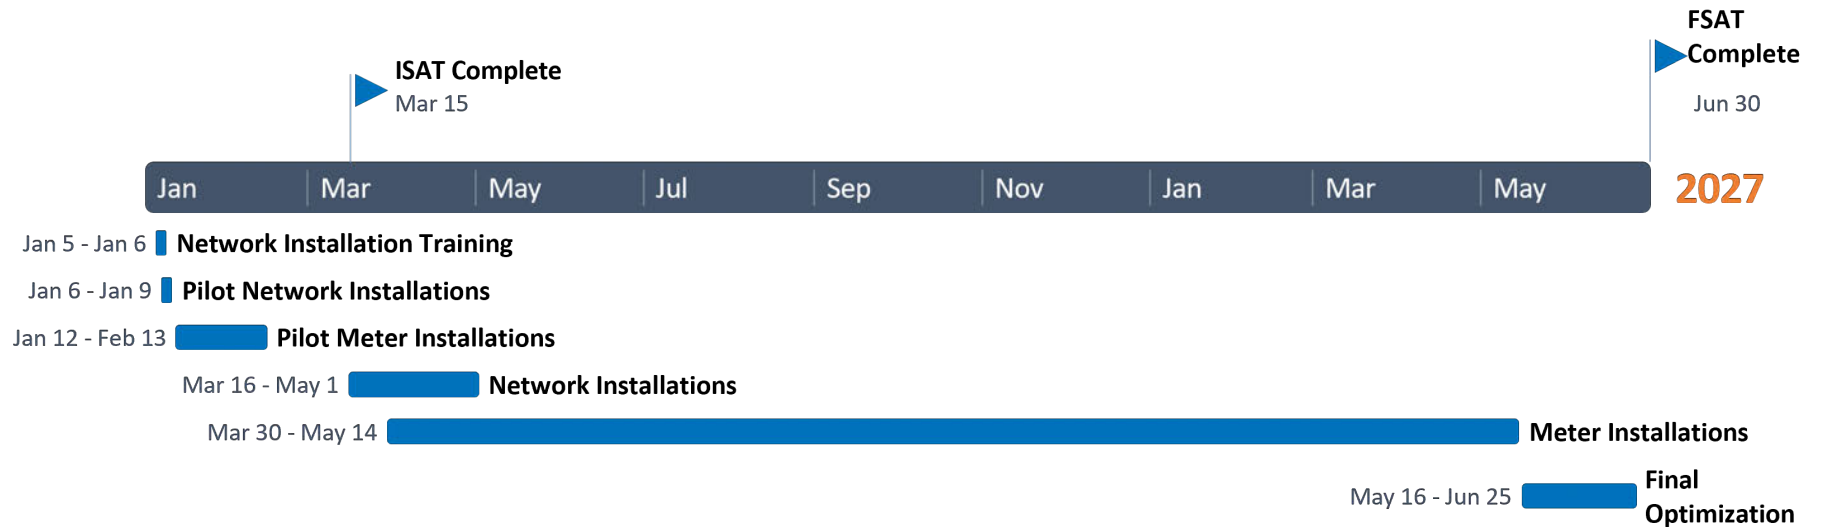 FSAT
Complete
Jun 30
ISAT Complete
Mar 15
Jan Mar May Jul Sep Nov Jan Mar May 2027
Jan 5 - Jan 6 Network Installation Training
Jan 6 - Jan 9 Pilot Network Installations
Jan 12 - Feb 13 Pilot Meter Installations
Mar 16 - May 1 Network Installations
Mar 30 - May 14 Meter Installations
May 16 - Jun 25 Final
Optimization